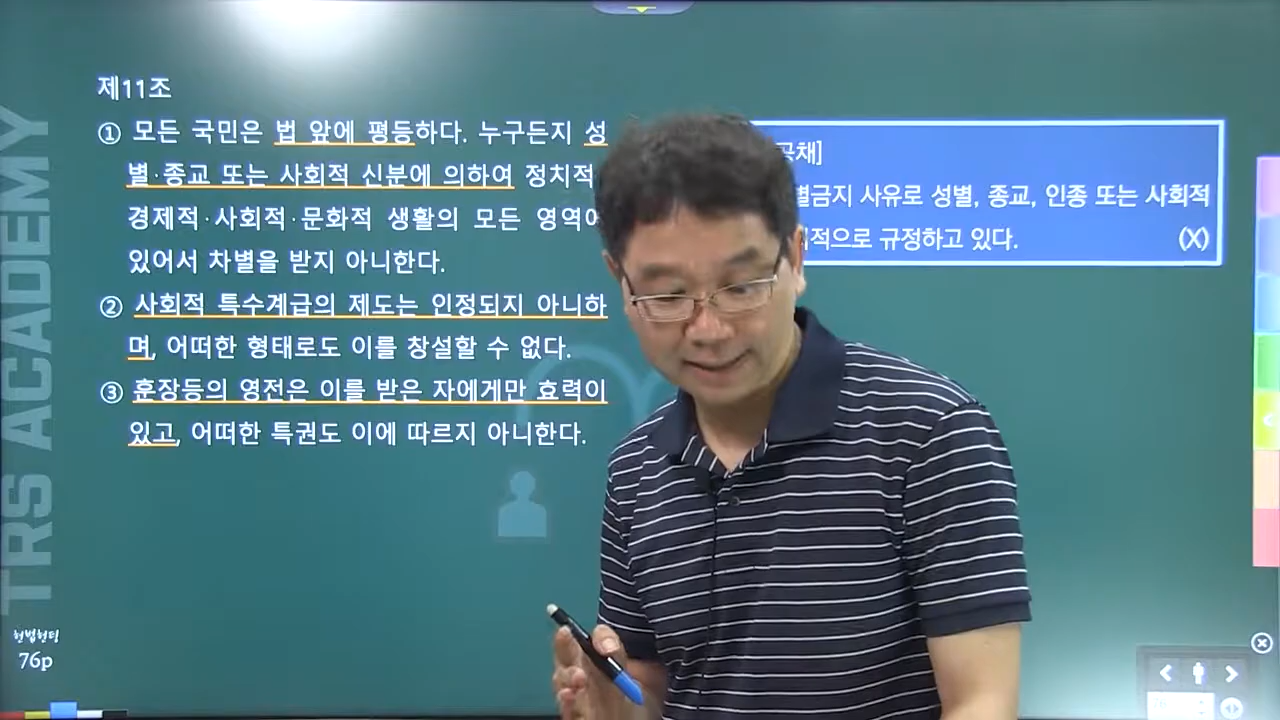 제11조
① 모든 국민은 법 앞에 평등하다. 누구든지 성
별·종교 또는 사회적 신분에 의하여 정치적·
경제적·사회적·문화적 생활의 모든 영역에
있어서 차별을 받지 아니한다.
② 사회적 특수계급의 제도는 인정되지 아니하
며, 어떠한 형태로도 이를 창설할 수 없다.
③ 훈장등의 영전은 이를 받은 자에게만 효력이
있고, 어떠한 특권도 이에 따르지 아니한다.
공채]
별금지 사유로 성별, 종교, 인종 또는 사회적
적으로 규정하고 있다. (X)
TRS ACADEMY
헌법헌팅
76p